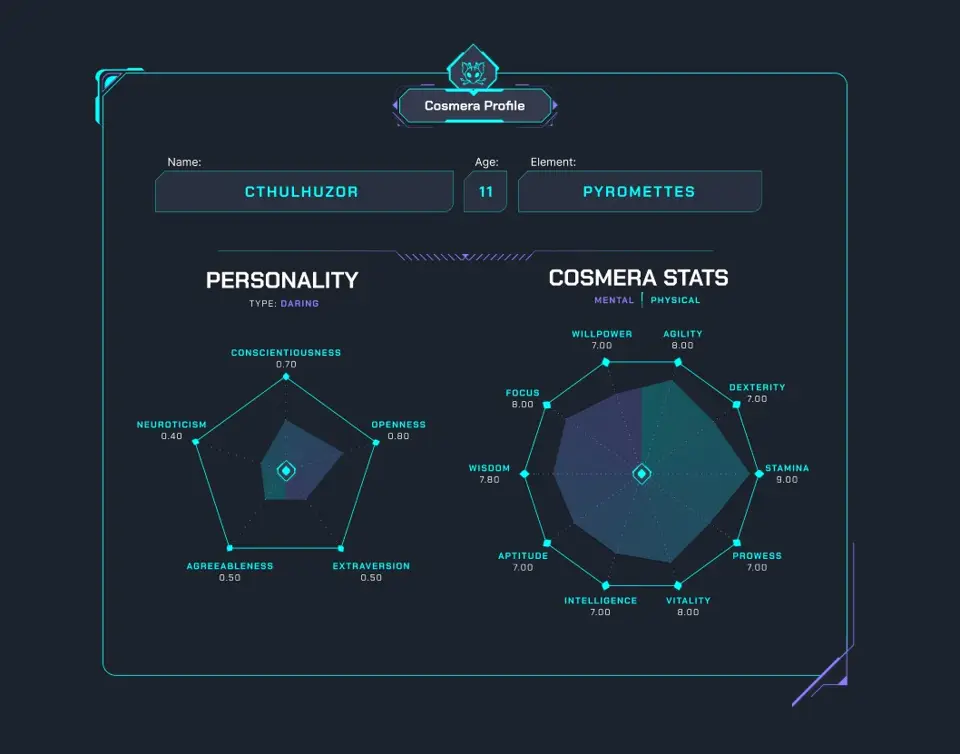 Cosmera Profile
Name:
Age:
Element:
CTHULHUZOR
11
PYROMETTES
PERSONALITY
TYPE: DARING
CONSCIENTIOUSNESS
0.70
NEUROTICISM
0.40
OPENNESS
0.80
AGREEABLENESS
0.50
EXTRAVERSION
0.50
COSMERA STATS
MENTAL | PHYSICAL
WILLPOWER
7.00
AGILITY
8.00
FOCUS
8.00
DEXTERITY
7.00
WISDOM
7.80
STAMINA
9.00
APTITUDE
7.00
PROWESS
7.00
INTELLIGENCE
7.00
VITALITY
8.00